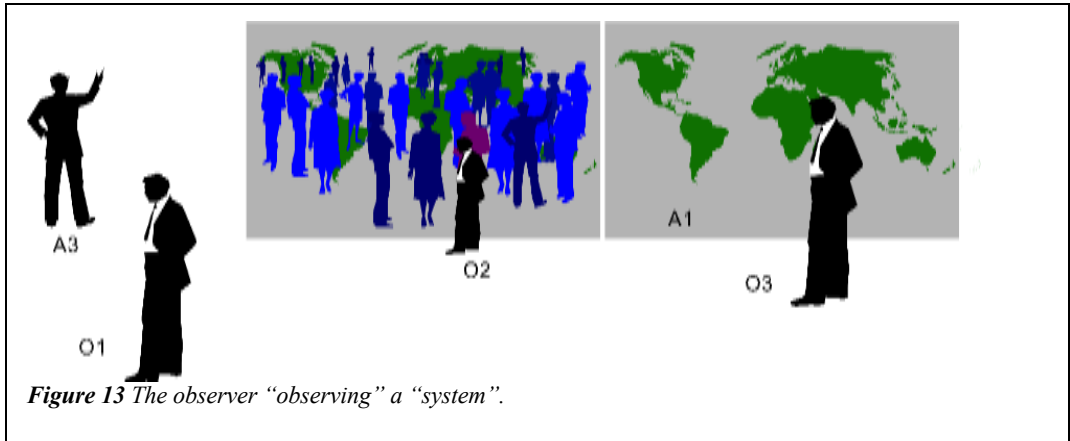 A3
O1
O2
A1
O3
Figure 13 The observer “observing” a “system”.